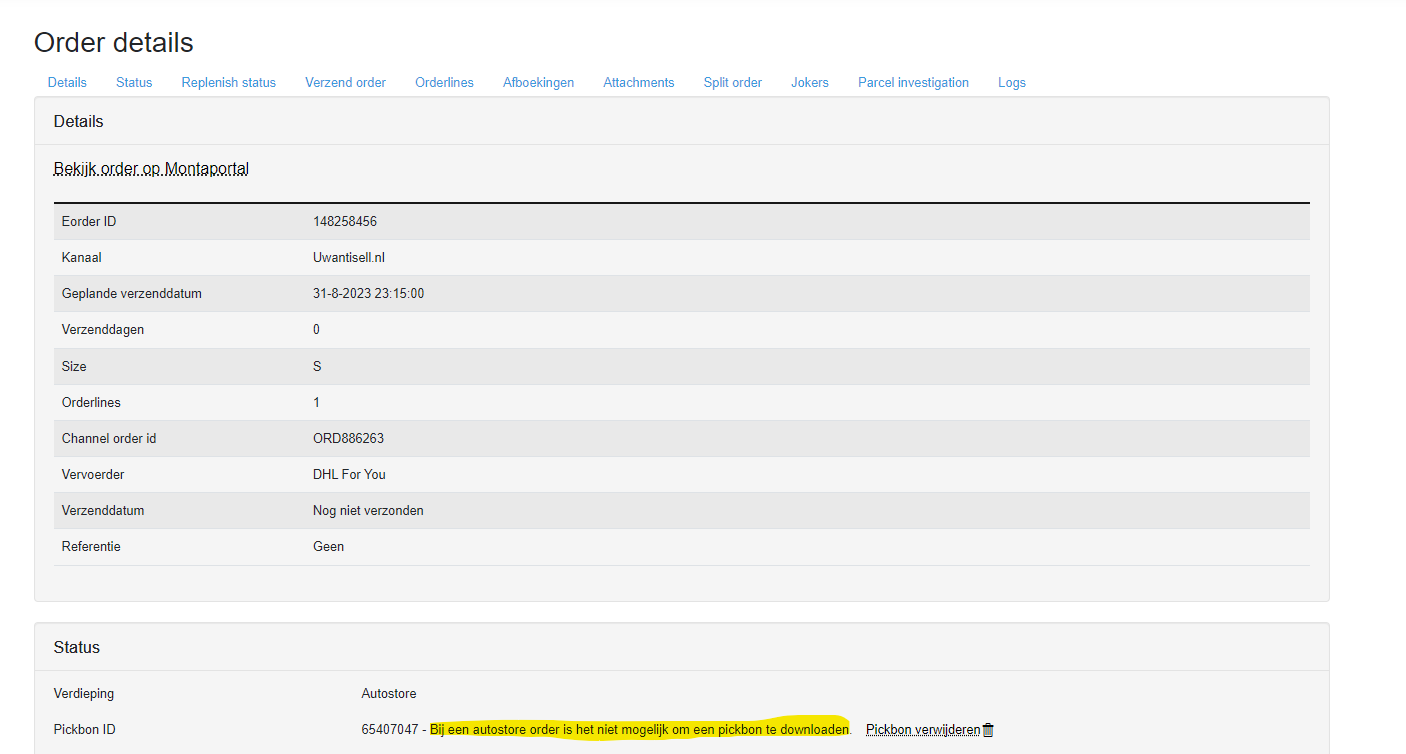 Order details
Details Status Replenish status Verzend order Orderlines Afboekingen Attachments Split order Jokers Parcel investigation Logs
Details
Bekijk order op Montaportal
Eorder ID 148258456
Kanaal Uwantisell.nl
Geplande verzenddatum 31-8-2023 23:15:00
Verzenddagen 0
Size S
Orderlines 1
Channel order id ORD886263
Vervoerder DHL For You
Verzenddatum Nog niet verzonden
Referentie Geen
Status
Verdieping Autostore
Pickbon ID 65407047 - Bij een autostore order is het niet mogelijk om een pickbon te downloaden. Pickbon verwijderen